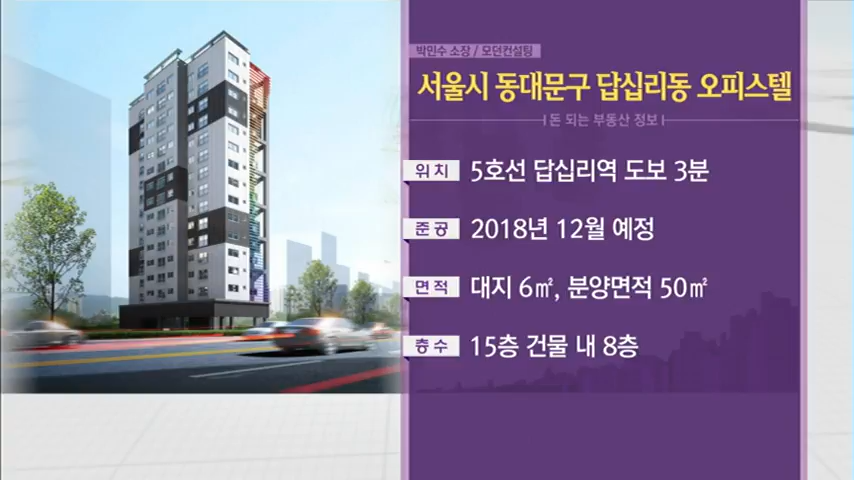 박민수 소장 / 모던컨설팅
서울시 동대문구 답십리동 오피스텔
돈 되는 부동산 정보
위치 5호선 답십리역 도보 3분
준공 2018년 12월 예정
면적 대지 6㎡, 분양면적 50㎡
층수 15층 건물 내 8층